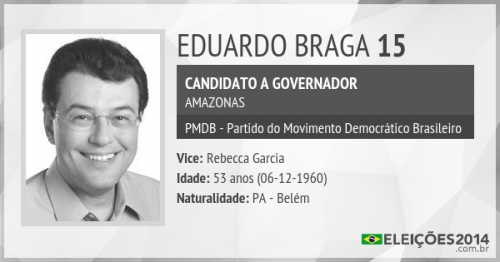 EDUARDO BRAGA 15
CANDIDATO A GOVERNADOR
AMAZONAS
PMDB - Partido do Movimento Democrático Brasileiro
Vice: Rebecca Garcia
Idade: 53 anos (06-12-1960)
Naturalidade: PA - Belém
ELEIÇÕES2014
.com.br